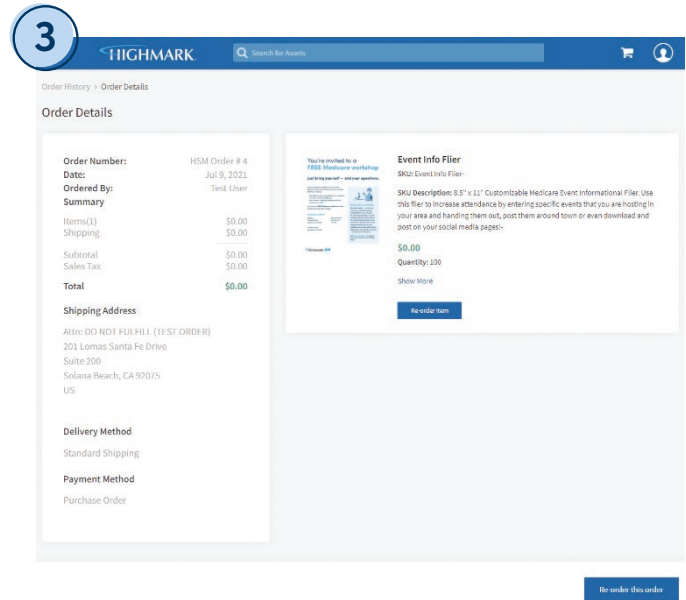 3
HIGHMARK
Search for Assets
Order History > Order Details
Order Details
Order Number: HSM Order # 4
Date: Jul 9, 2021
Ordered By: Test User
Summary
Items(1) $0.00
Shipping $0.00
Subtotal $0.00
Sales Tax $0.00
Total $0.00
Shipping Address
Attn: DO NOT FULFILL (TEST ORDER)
201 Lomas Santa Fe Drive
Suite 200
Solana Beach, CA 92075
US
Delivery Method
Standard Shipping
Payment Method
Purchase Order
You're invited to a
FREE Medicare workshop
Just bring yourself — and your questions.
Highmark
Event Info Flier
SKU: Event Info Flier-
SKU Description: 8.5" x 11" Customizable Medicare Event Informational Flier. Use
this flier to increase attendance by entering specific events that you are hosting in
your area and handing them out, post them around town or even download and
post on your social media pages!-
$0.00
Quantity: 100
Show More
Re-order Item
Re-order this order